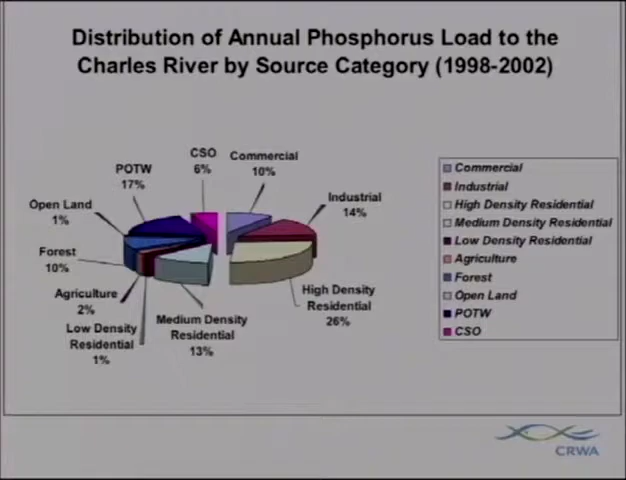 Distribution of Annual Phosphorus Load to the
Charles River by Source Category (1998-2002)
CSO
6%
Commercial
10%
POTW
17%
Industrial
14%
Open Land
1%
Forest
10%
High Density
Residential
26%
Agriculture
2%
Low Density
Residential
1%
Medium Density
Residential
13%
Commercial
Industrial
High Density Residential
Medium Density Residential
Low Density Residential
Agriculture
Forest
Open Land
POTW
CSO
CRWA